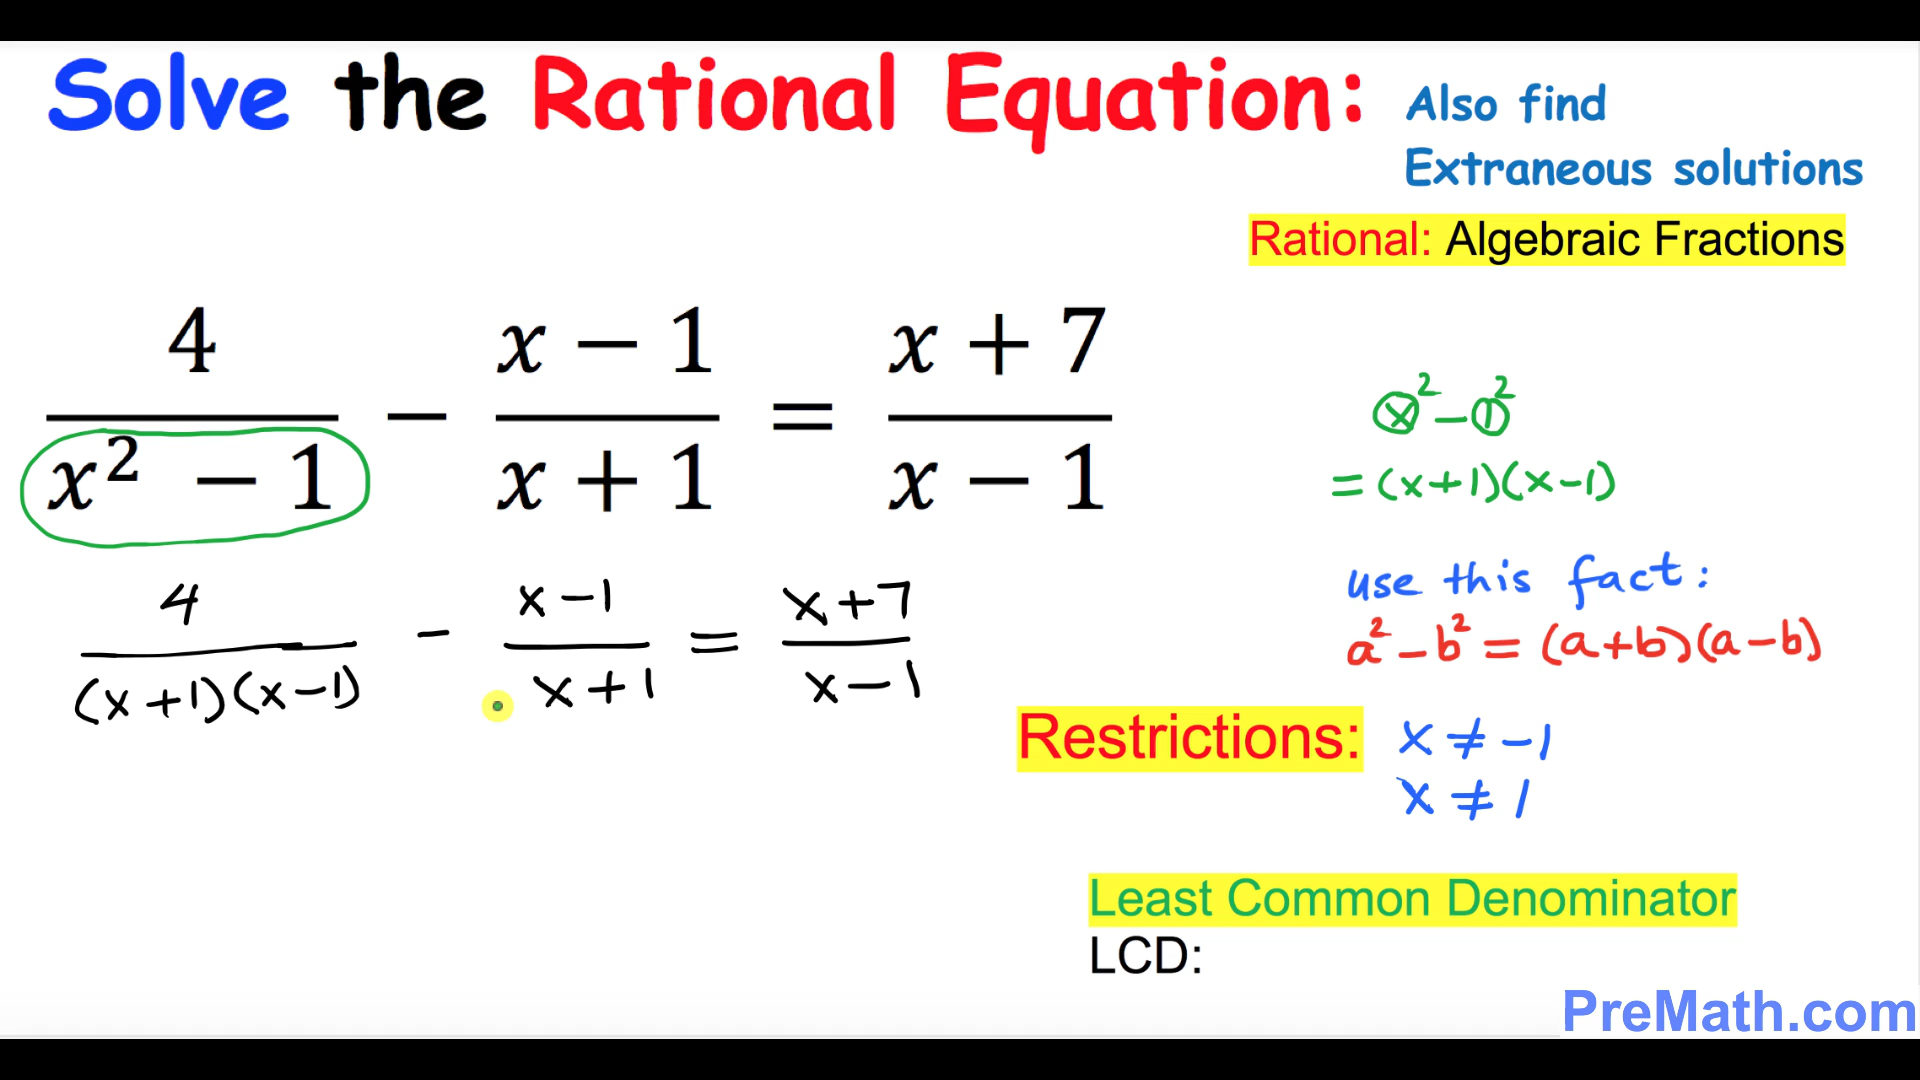 Solve the Rational Equation:
Also find
Extraneous solutions
Rational: Algebraic Fractions
4/(x² − 1) − (x − 1)/(x + 1) = (x + 7)/(x − 1)
x² − 1²
= (x+1)(x−1)
use this fact:
a² − b² = (a+b)(a−b)
4/((x+1)(x−1)) − (x−1)/(x+1) = (x+7)/(x−1)
Restrictions: x ≠ −1
x ≠ 1
Least Common Denominator
LCD:
PreMath.com